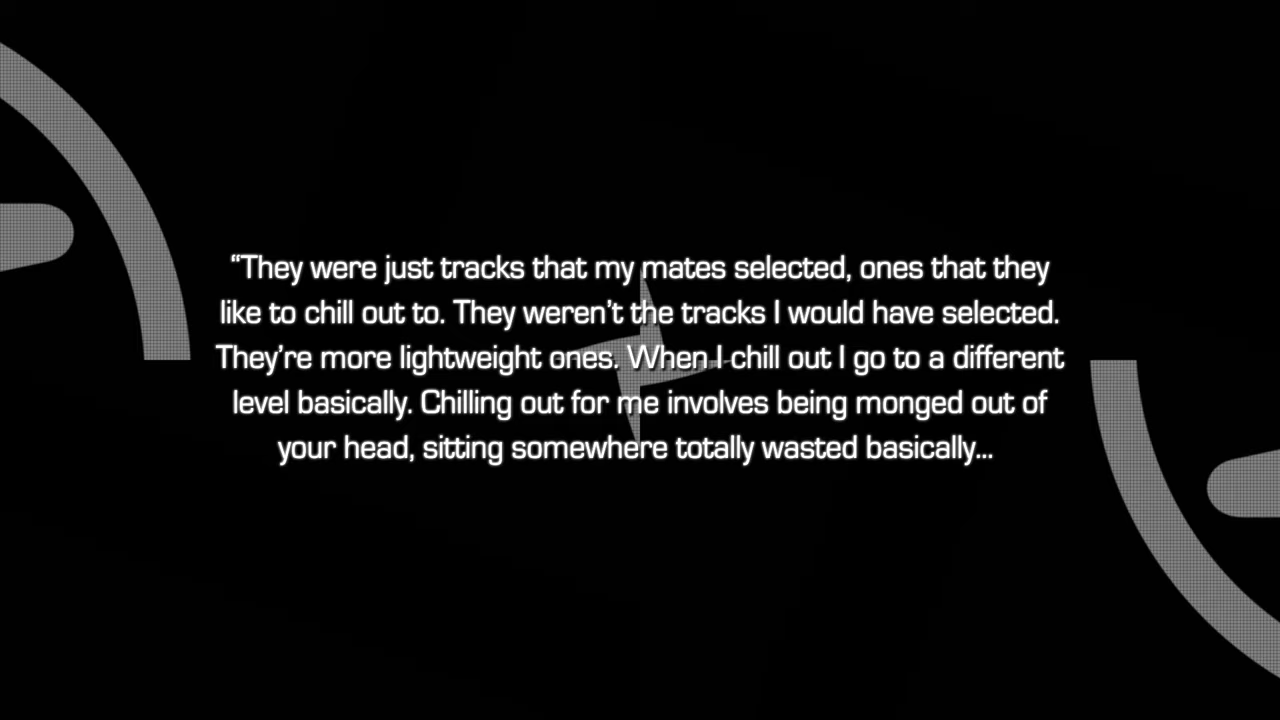 “They were just tracks that my mates selected, ones that they
like to chill out to. They weren’t the tracks I would have selected.
They’re more lightweight ones. When I chill out I go to a different
level basically. Chilling out for me involves being monged out of
your head, sitting somewhere totally wasted basically...